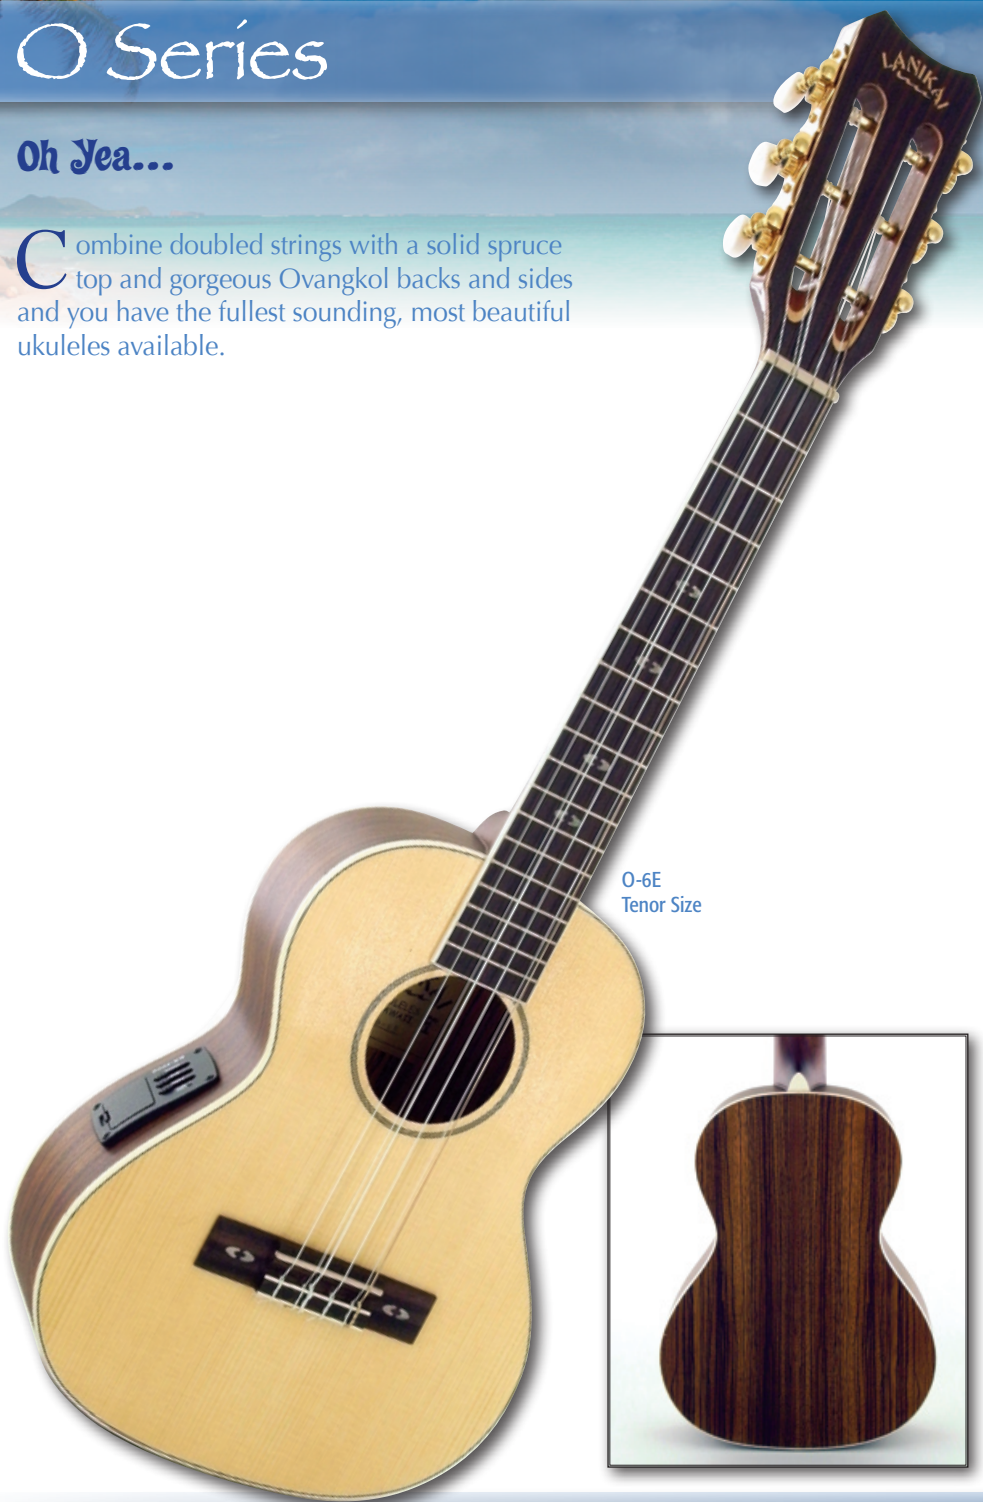 O Series
Oh Yea...
Combine doubled strings with a solid spruce
top and gorgeous Ovangkol backs and sides
and you have the fullest sounding, most beautiful
ukuleles available.
LANIKAI
O-6E
Tenor Size